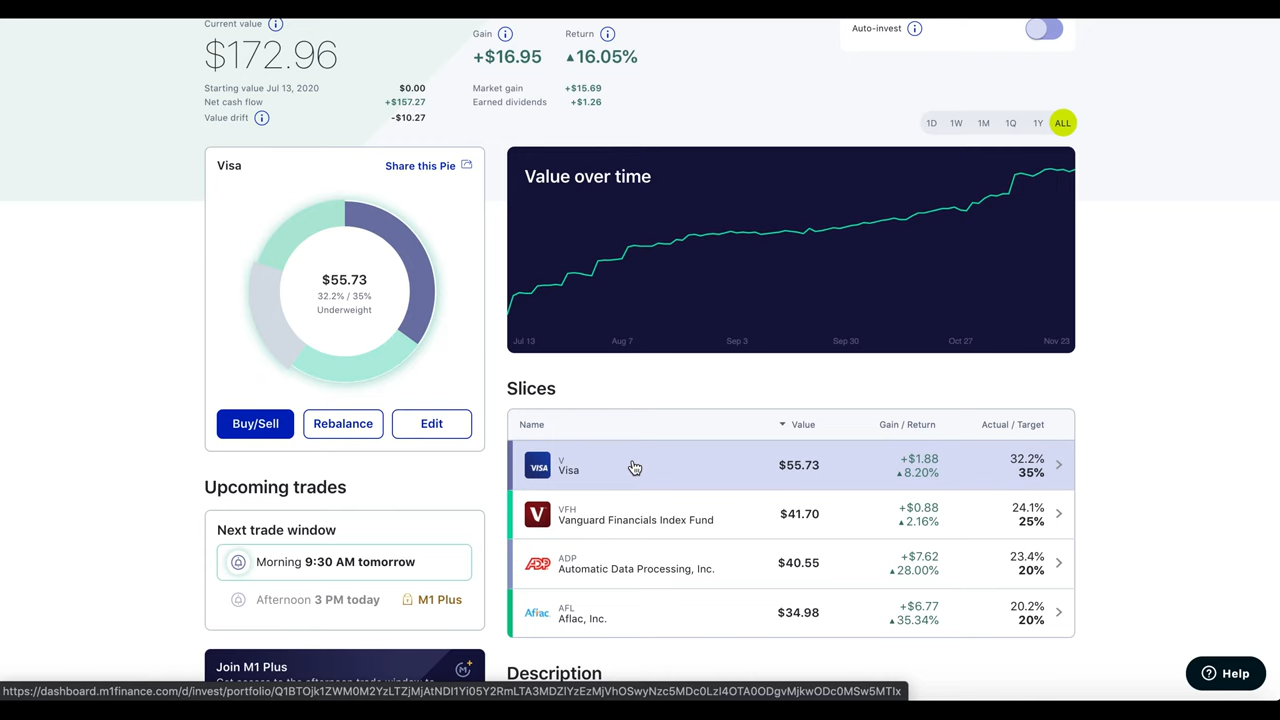 Current value
$172.96
Starting value Jul 13, 2020 $0.00
Net cash flow +$157.27
Value drift -$10.27
Gain Return
+$16.95 ▲16.05%
Market gain +$15.69
Earned dividends +$1.26
Auto-invest
1D 1W 1M 1Q 1Y ALL
Visa Share this Pie
$55.73
32.2% / 35%
Underweight
Buy/Sell Rebalance Edit
Value over time
Jul 13 Aug 7 Sep 3 Sep 30 Oct 27 Nov 23
Slices
Name Value Gain / Return Actual / Target
VISA
V
Visa
$55.73
+$1.88
▲8.20%
32.2%
35%
V
VFH
Vanguard Financials Index Fund
$41.70
+$0.88
▲2.16%
24.1%
25%
ADP
ADP
Automatic Data Processing, Inc.
$40.55
+$7.62
▲28.00%
23.4%
20%
Aflac
AFL
Aflac, Inc.
$34.98
+$6.77
▲35.34%
20.2%
20%
Upcoming trades
Next trade window
Morning 9:30 AM tomorrow
Afternoon 3 PM today M1 Plus
Join M1 Plus
Description
Help